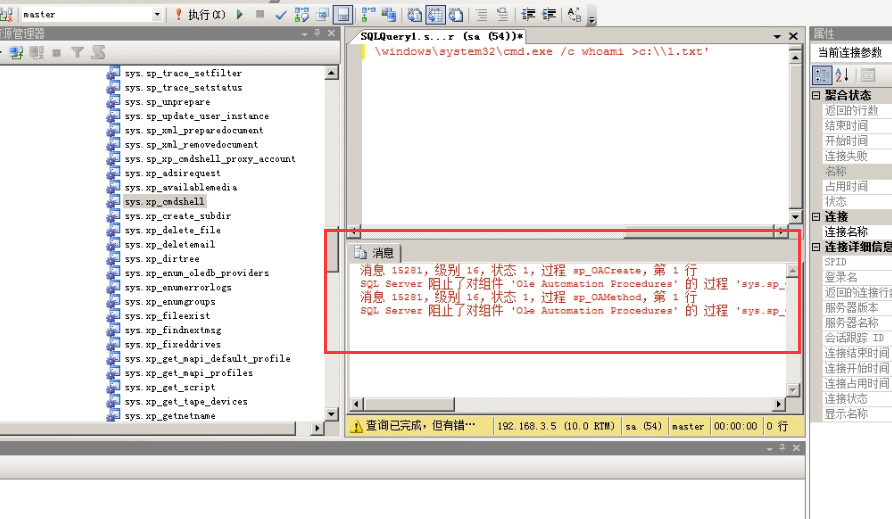 master
执行(X)
资源管理器
sys.sp_trace_setfilter
sys.sp_trace_setstatus
sys.sp_unprepare
sys.sp_update_user_instance
sys.sp_xml_preparedocument
sys.sp_xml_removedocument
sys.sp_xp_cmdshell_proxy_account
sys.xp_adsirequest
sys.xp_availablemedia
sys.xp_cmdshell
sys.xp_create_subdir
sys.xp_delete_file
sys.xp_deletemail
sys.xp_dirtree
sys.xp_enum_oledb_providers
sys.xp_enumerrorlogs
sys.xp_enumgroups
sys.xp_fileexist
sys.xp_findnextmsg
sys.xp_fixeddrives
sys.xp_get_mapi_default_profile
sys.xp_get_mapi_profiles
sys.xp_get_script
sys.xp_get_tape_devices
sys.xp_getnetname
SQLQuery1.s...r (sa (54))*
\windows\system32\cmd.exe /c whoami >c:\\1.txt'
消息
消息 15281，级别 16，状态 1，过程 sp_OACreate，第 1 行
SQL Server 阻止了对组件 'Ole Automation Procedures' 的 过程 'sys.sp_
消息 15281，级别 16，状态 1，过程 sp_OAMethod，第 1 行
SQL Server 阻止了对组件 'Ole Automation Procedures' 的 过程 'sys.sp_
查询已完成，但有错…
192.168.3.5 (10.0 RTM)
sa (54)
master
00:00:00
0 行
属性
当前连接参数
聚合状态
返回的行数
结束时间
开始时间
连接失败
名称
占用时间
状态
连接
连接名称
连接详细信息
SPID
登录名
返回的连接行数
服务器版本
服务器名称
会话跟踪 ID
连接结束时间
连接开始时间
连接占用时间
连接状态
显示名称